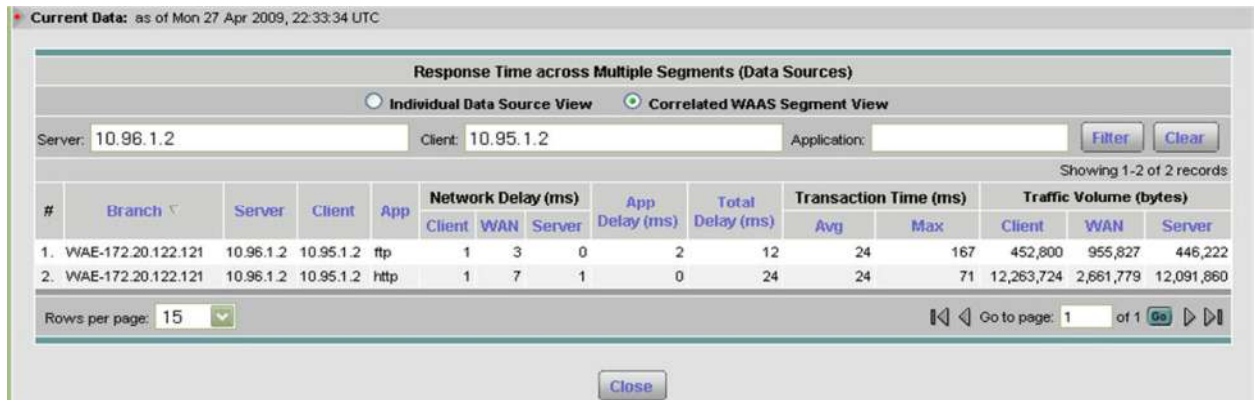 Current Data: as of Mon 27 Apr 2009, 22:33:34 UTC
Response Time across Multiple Segments (Data Sources)
Individual Data Source View Correlated WAAS Segment View
Server: 10.96.1.2 Client: 10.95.1.2 Application: Filter Clear
Showing 1-2 of 2 records
# Branch Server Client App Network Delay (ms) App Delay (ms) Total Delay (ms) Transaction Time (ms) Traffic Volume (bytes)
Client WAN Server Avg Max Client WAN Server
1. WAE-172.20.122.121 10.96.1.2 10.95.1.2 ftp 1 3 0 2 12 24 167 452,800 955,827 446,222
2. WAE-172.20.122.121 10.96.1.2 10.95.1.2 http 1 7 1 0 24 24 71 12,263,724 2,661,779 12,091,860
Rows per page: 15 Go to page: 1 of 1 Go
Close